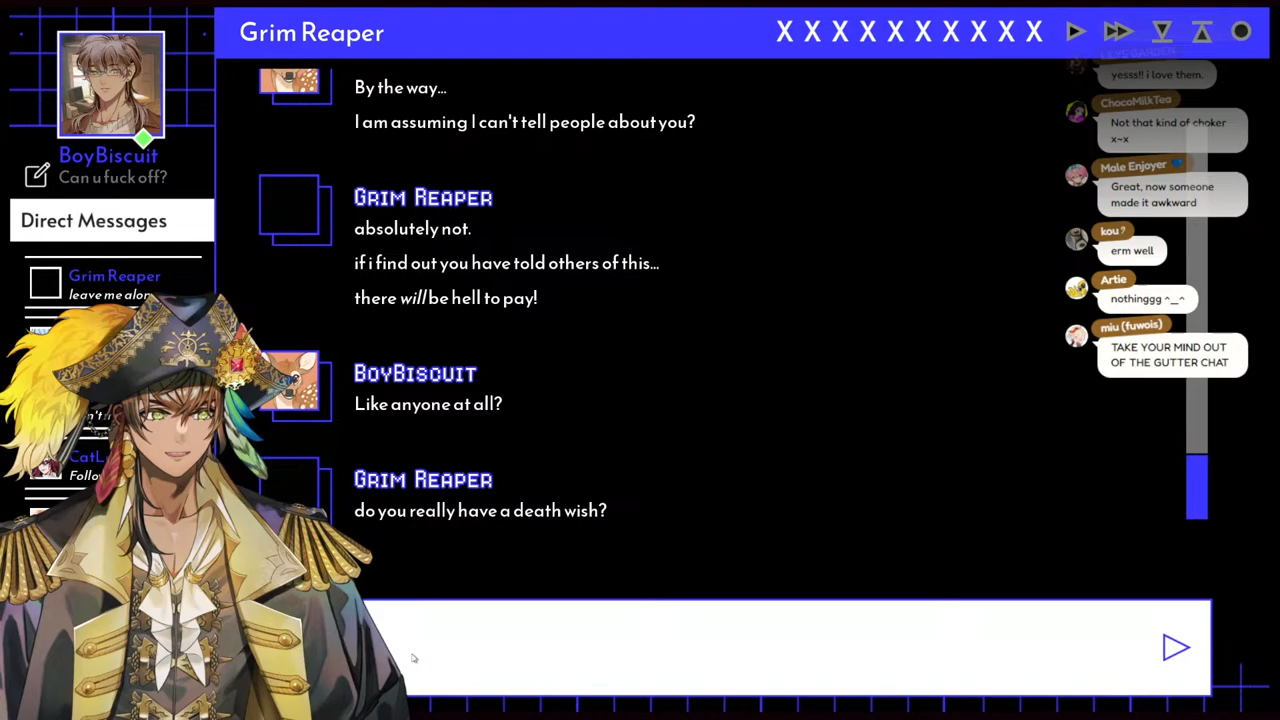 Grim Reaper
X X X X X X X X X X
BoyBiscuit
Can u fuck off?
Direct Messages
Grim Reaper
leave me alon
CatL
Follo
By the way...
I am assuming I can't tell people about you?
GRIM REAPER
absolutely not.
if i find out you have told others of this...
there will be hell to pay!
BOYBISCUIT
Like anyone at all?
GRIM REAPER
do you really have a death wish?
yesss!! i love them.
ChocoMilkTea
Not that kind of choker
x~x
Male Enjoyer 💙
Great, now someone
made it awkward
kou ?
erm well
Artie
nothinggg ^_^
miu (fuwois)
TAKE YOUR MIND OUT
OF THE GUTTER CHAT